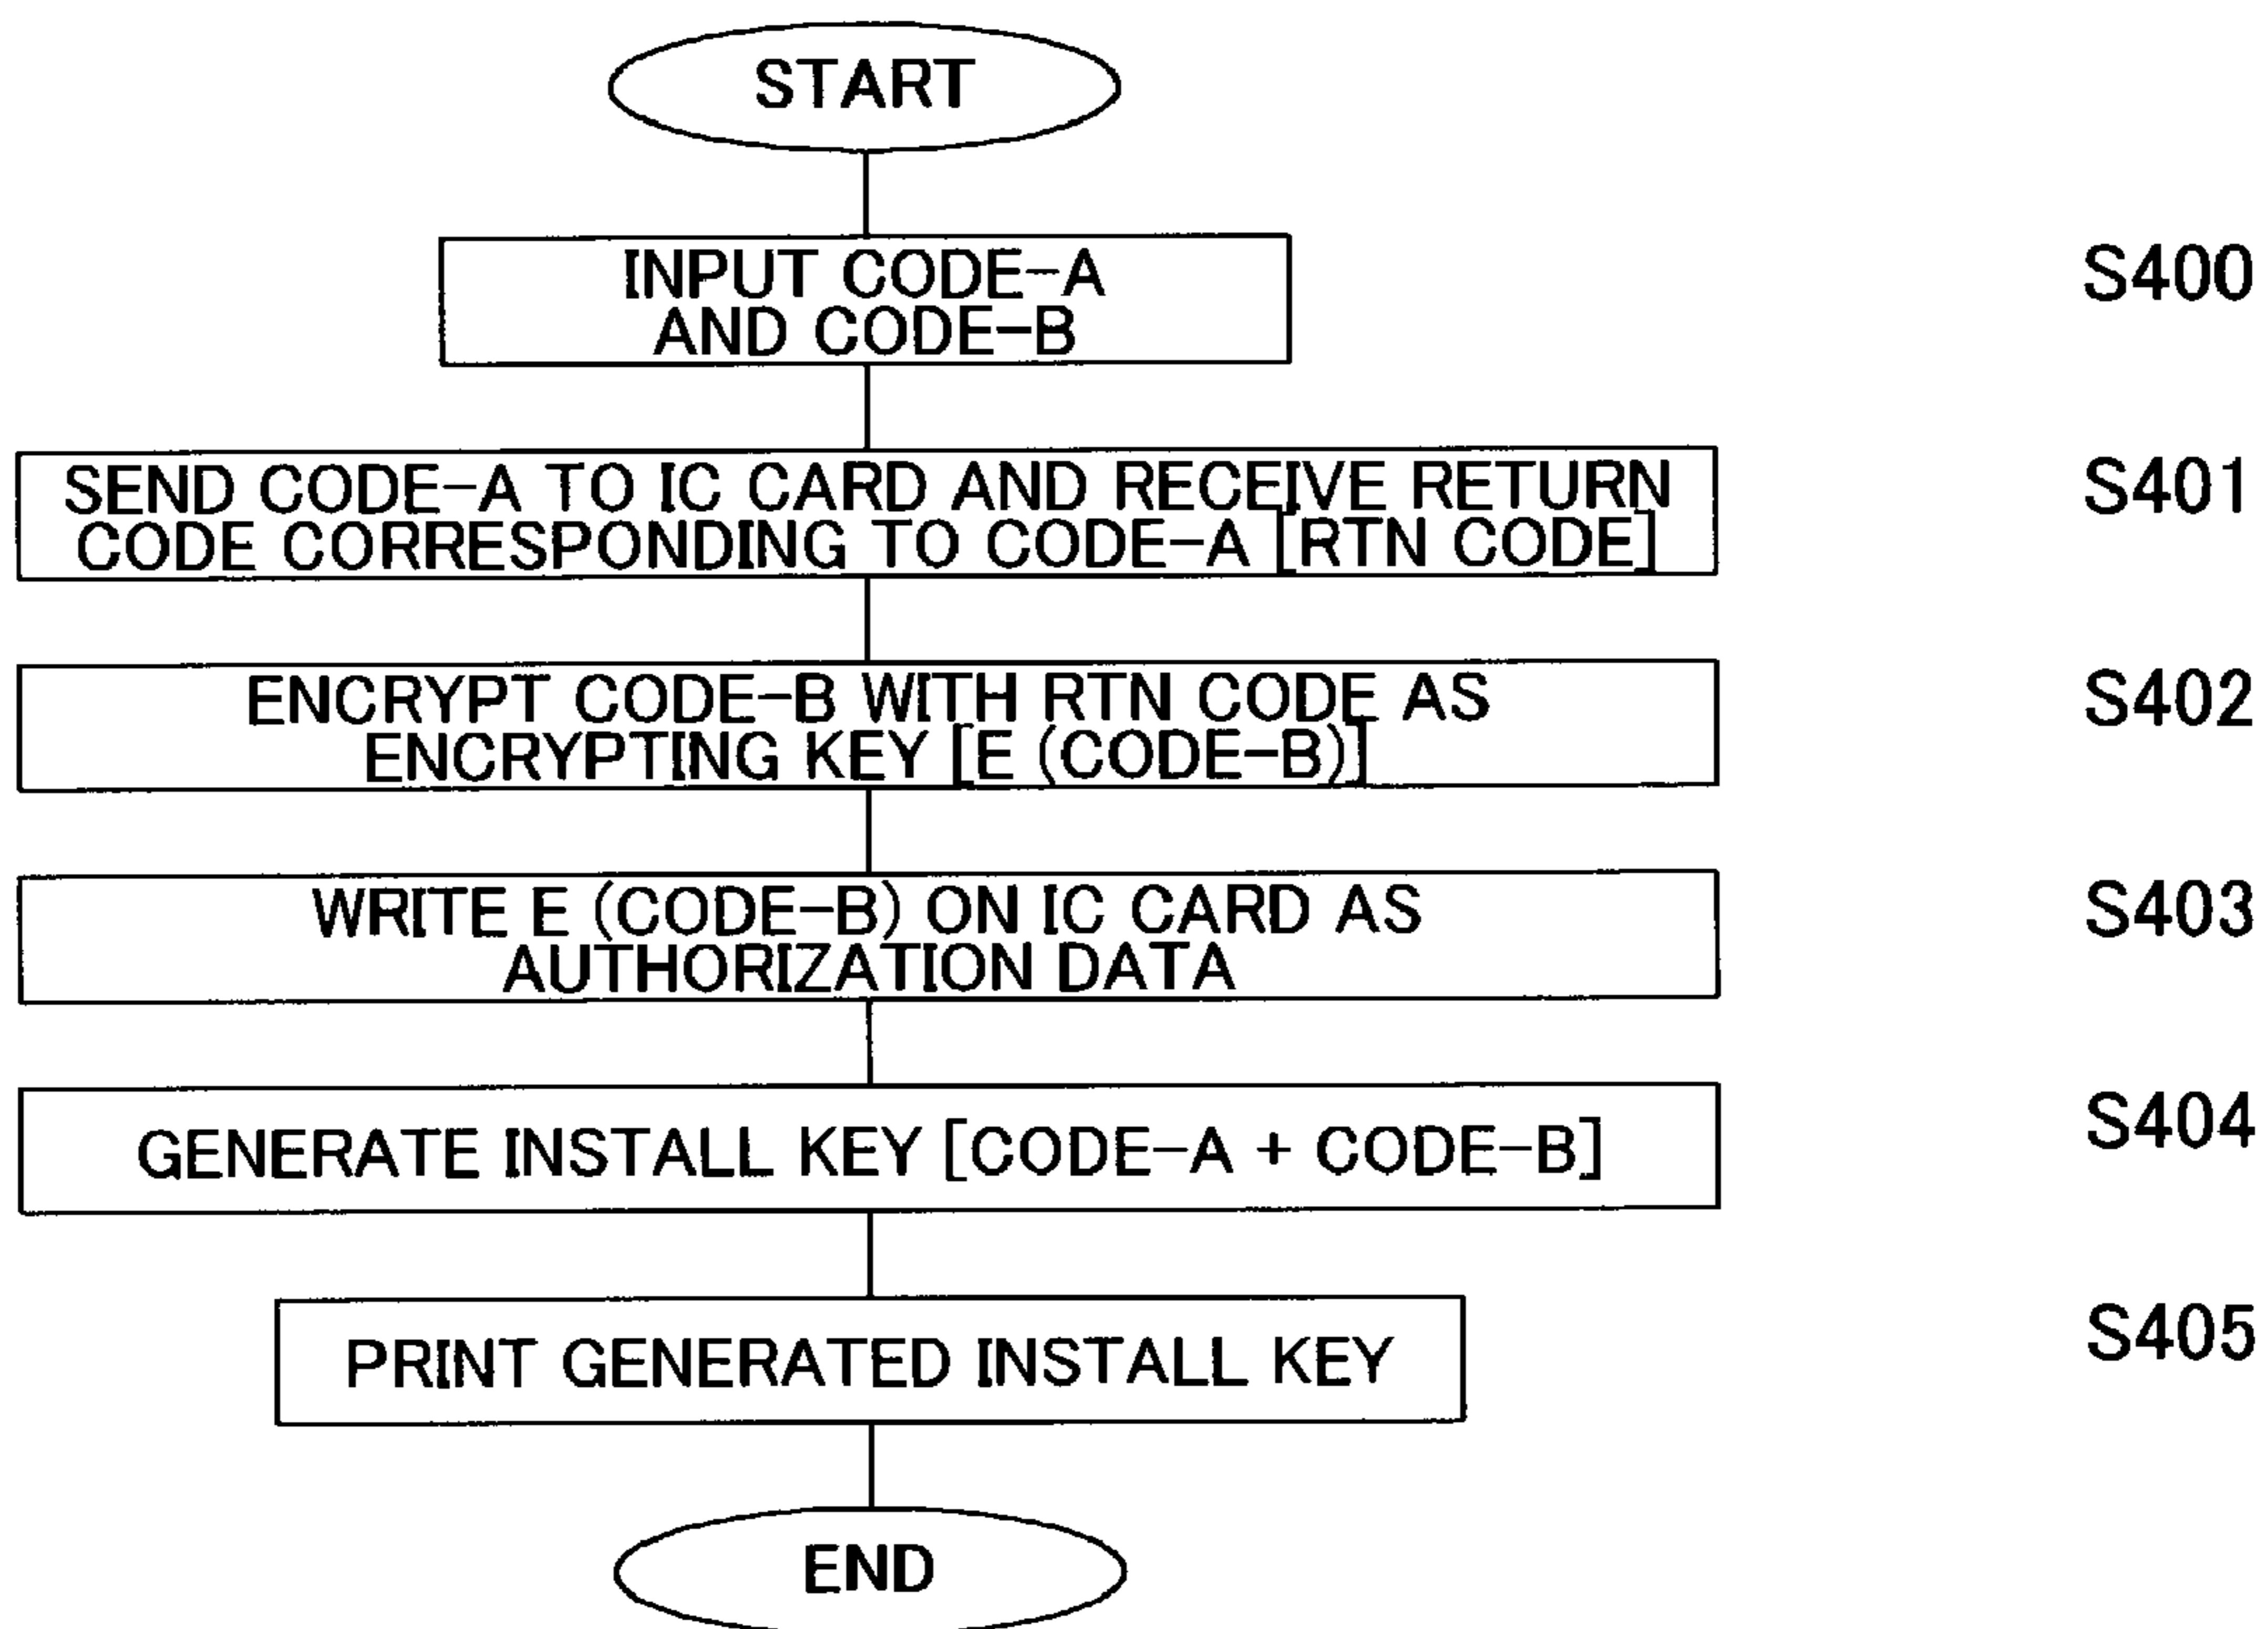 START
INPUT CODE-A
AND CODE-B
S400
SEND CODE-A TO IC CARD AND RECEIVE RETURN
CODE CORRESPONDING TO CODE-A [RTN CODE]
S401
ENCRYPT CODE-B WITH RTN CODE AS
ENCRYPTING KEY [E (CODE-B)]
S402
WRITE E (CODE-B) ON IC CARD AS
AUTHORIZATION DATA
S403
GENERATE INSTALL KEY [CODE-A + CODE-B]
S404
PRINT GENERATED INSTALL KEY
S405
END